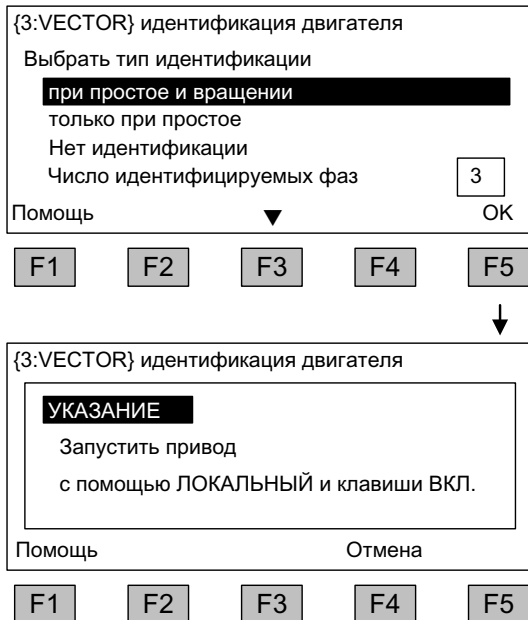 {3:VECTOR} идентификация двигателя
Выбрать тип идентификации
при простое и вращении
только при простое
Нет идентификации
Число идентифицируемых фаз 3
Помощь ▼ OK
F1 F2 F3 F4 F5
{3:VECTOR} идентификация двигателя
УКАЗАНИЕ
Запустить привод
с помощью ЛОКАЛЬНЫЙ и клавиши ВКЛ.
Помощь Отмена
F1 F2 F3 F4 F5